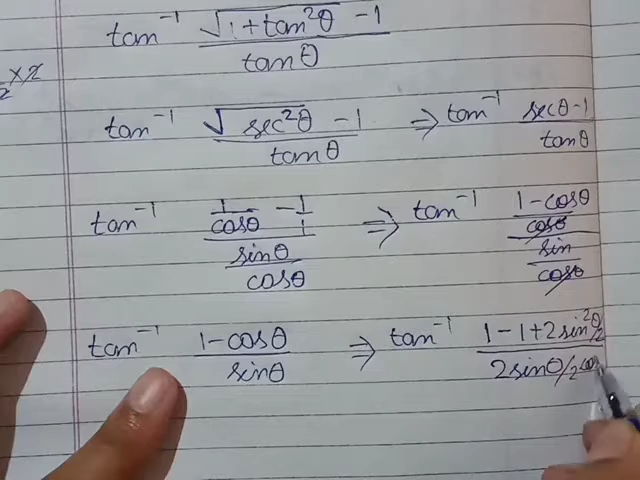 tan⁻¹ (√(1+tan²θ) −1)/(tanθ)
2 × 2
tan⁻¹ (√(sec²θ) −1)/(tanθ) ⇒ tan⁻¹ (secθ−1)/(tanθ)
tan⁻¹ (1/cosθ − 1/1)/(sinθ/cosθ) ⇒ tan⁻¹ ((1−cosθ)/cosθ)/(sin/cosθ)
tan⁻¹ (1−cosθ)/(sinθ) ⇒ tan⁻¹ (1−1+2sin²θ/2)/(2sinθ/2 cos